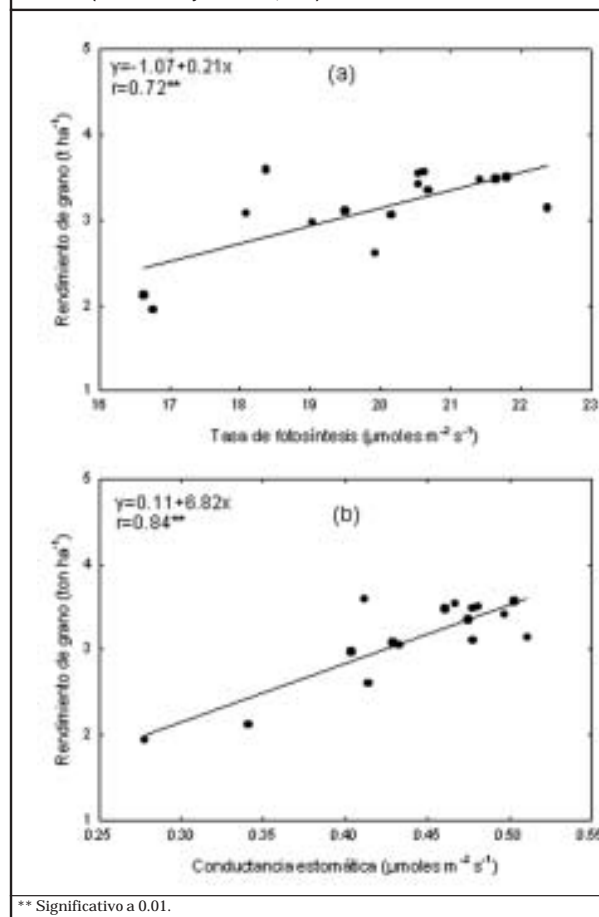 y=-1.07+0.21x
r=0.72**
(a)
5
4
3
2
1
Rendimiento de grano (t ha⁻¹)
16 17 18 19 20 21 22 23
Tasa de fotosíntesis (μmoles m⁻² s⁻¹)
y=0.11+6.82x
r=0.84**
(b)
5
4
3
2
1
Rendimiento de grano (ton ha⁻¹)
0.25 0.30 0.35 0.40 0.45 0.50 0.55
Conductancia estomática (μmoles m⁻² s⁻¹)
** Significativo a 0.01.